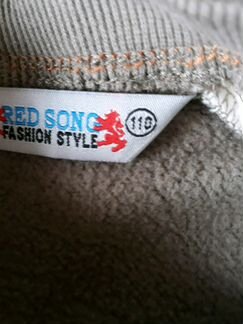 RED SONG
FASHION STYLE
110